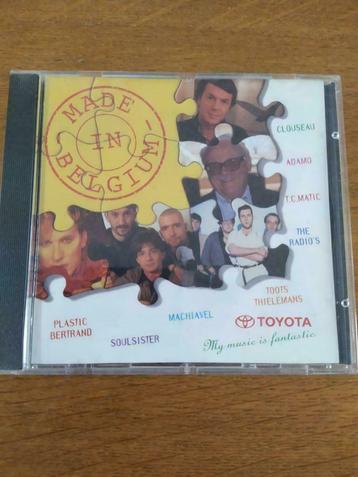 MADE
IN
BELGIUM
CLOUSEAU
ADAMO
T.C. MATIC
THE
RADIO'S
TOOTS
THIELEMANS
MACHIAVEL
PLASTIC
BERTRAND
SOULSISTER
TOYOTA
My music is fantastic